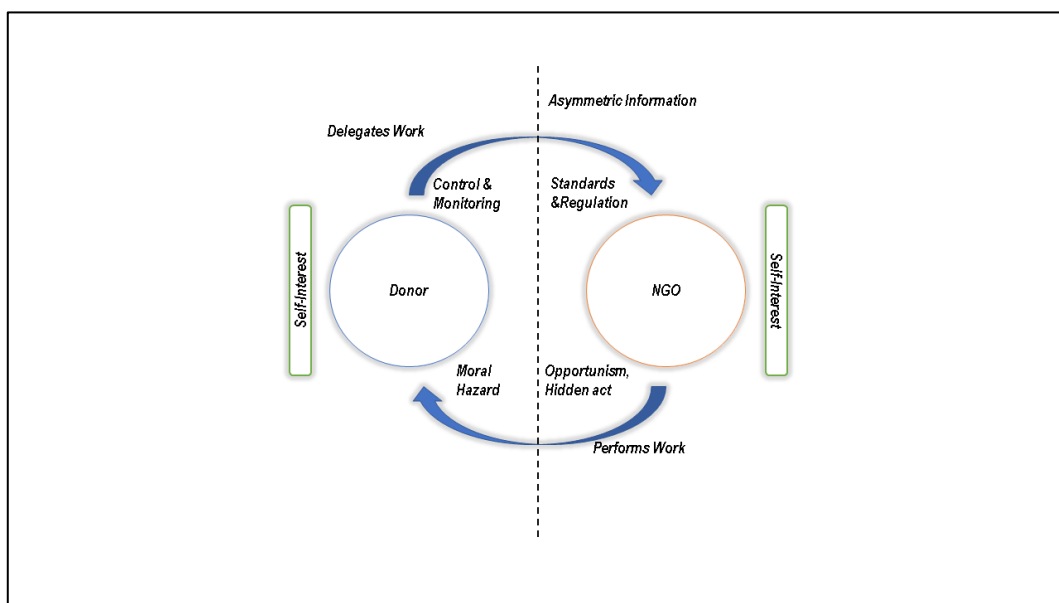 Asymmetric Information
Delegates Work
Control &
Monitoring
Standards
&Regulation
Self-Interest
Donor
NGO
Self-Interest
Moral
Hazard
Opportunism,
Hidden act
Performs Work